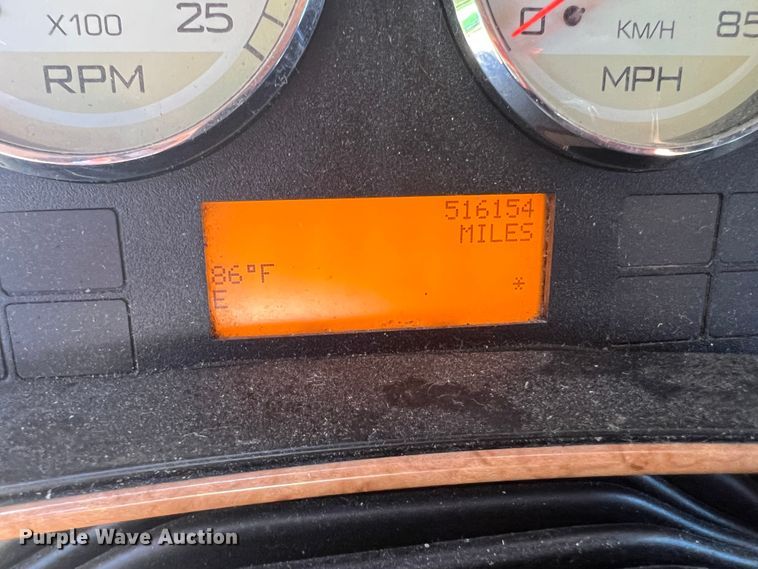 X100
25
RPM
0
KM/H
85
MPH
516154
MILES
86°F
E
*
Purple Wave Auction